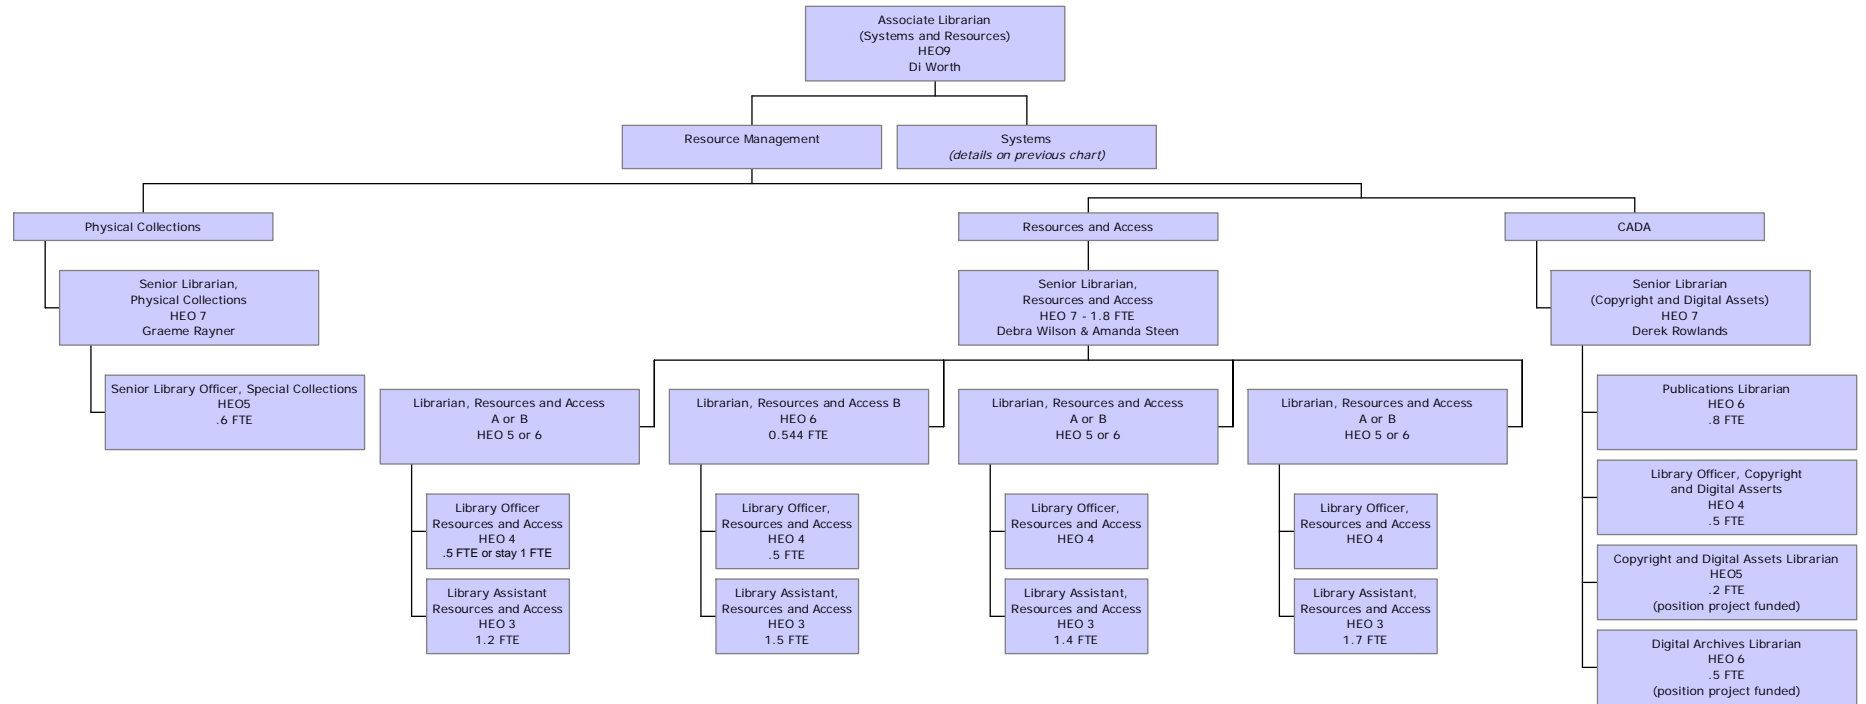 Associate Librarian
(Systems and Resources)
HEO9
Di Worth
Resource Management
Systems
(details on previous chart)
Physical Collections
Resources and Access
CADA
Senior Librarian,
Physical Collections
HEO 7
Graeme Rayner
Senior Librarian,
Resources and Access
HEO 7 - 1.8 FTE
Debra Wilson & Amanda Steen
Senior Librarian
(Copyright and Digital Assets)
HEO 7
Derek Rowlands
Senior Library Officer, Special Collections
HEO5
.6 FTE
Librarian, Resources and Access
A or B
HEO 5 or 6
Librarian, Resources and Access B
HEO 6
0.544 FTE
Librarian, Resources and Access
A or B
HEO 5 or 6
Librarian, Resources and Access
A or B
HEO 5 or 6
Publications Librarian
HEO 6
.8 FTE
Library Officer, Copyright
and Digital Asserts
HEO 4
.5 FTE
Library Officer
Resources and Access
HEO 4
.5 FTE or stay 1 FTE
Library Officer,
Resources and Access
HEO 4
.5 FTE
Library Officer,
Resources and Access
HEO 4
Library Officer,
Resources and Access
HEO 4
Copyright and Digital Assets Librarian
HEO5
.2 FTE
(position project funded)
Library Assistant
Resources and Access
HEO 3
1.2 FTE
Library Assistant,
Resources and Access
HEO 3
1.5 FTE
Library Assistant,
Resources and Access
HEO 3
1.4 FTE
Library Assistant,
Resources and Access
HEO 3
1.7 FTE
Digital Archives Librarian
HEO 6
.5 FTE
(position project funded)